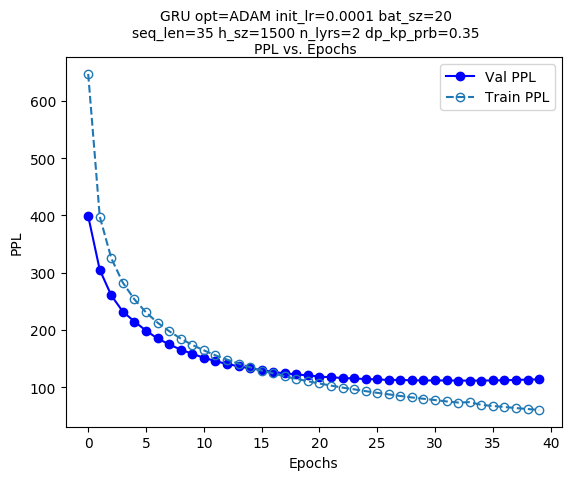 GRU opt=ADAM init_lr=0.0001 bat_sz=20
seq_len=35 h_sz=1500 n_lyrs=2 dp_kp_prb=0.35
PPL vs. Epochs
Val PPL
Train PPL
PPL
600
500
400
300
200
100
0 5 10 15 20 25 30 35 40
Epochs